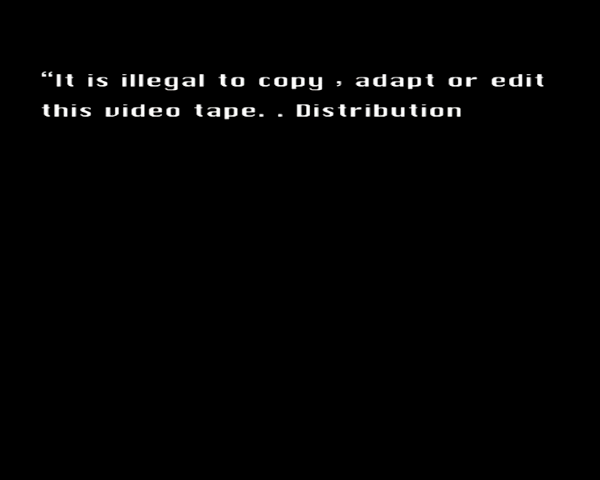 “It is illegal to copy , adapt or edit
this video tape. . Distribution